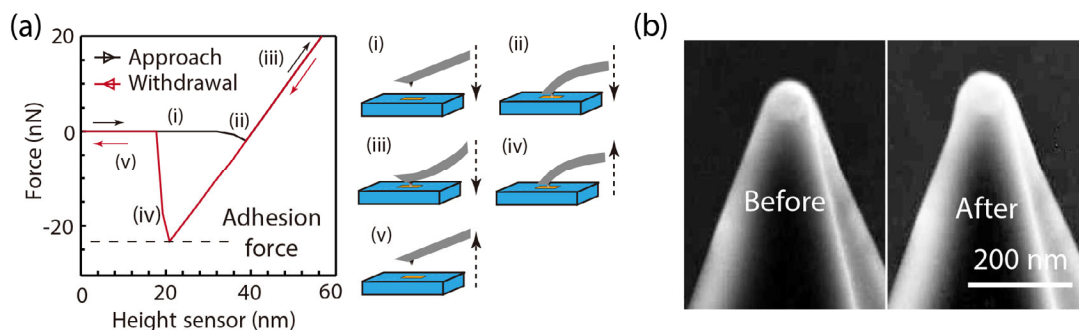 (a)
20
0
-20
Force (nN)
Approach
Withdrawal
(i)
(ii)
(iii)
(iv)
(v)
Adhesion
force
0
20
40
60
Height sensor (nm)
(i)
(ii)
(iii)
(iv)
(v)
(b)
Before
After
200 nm